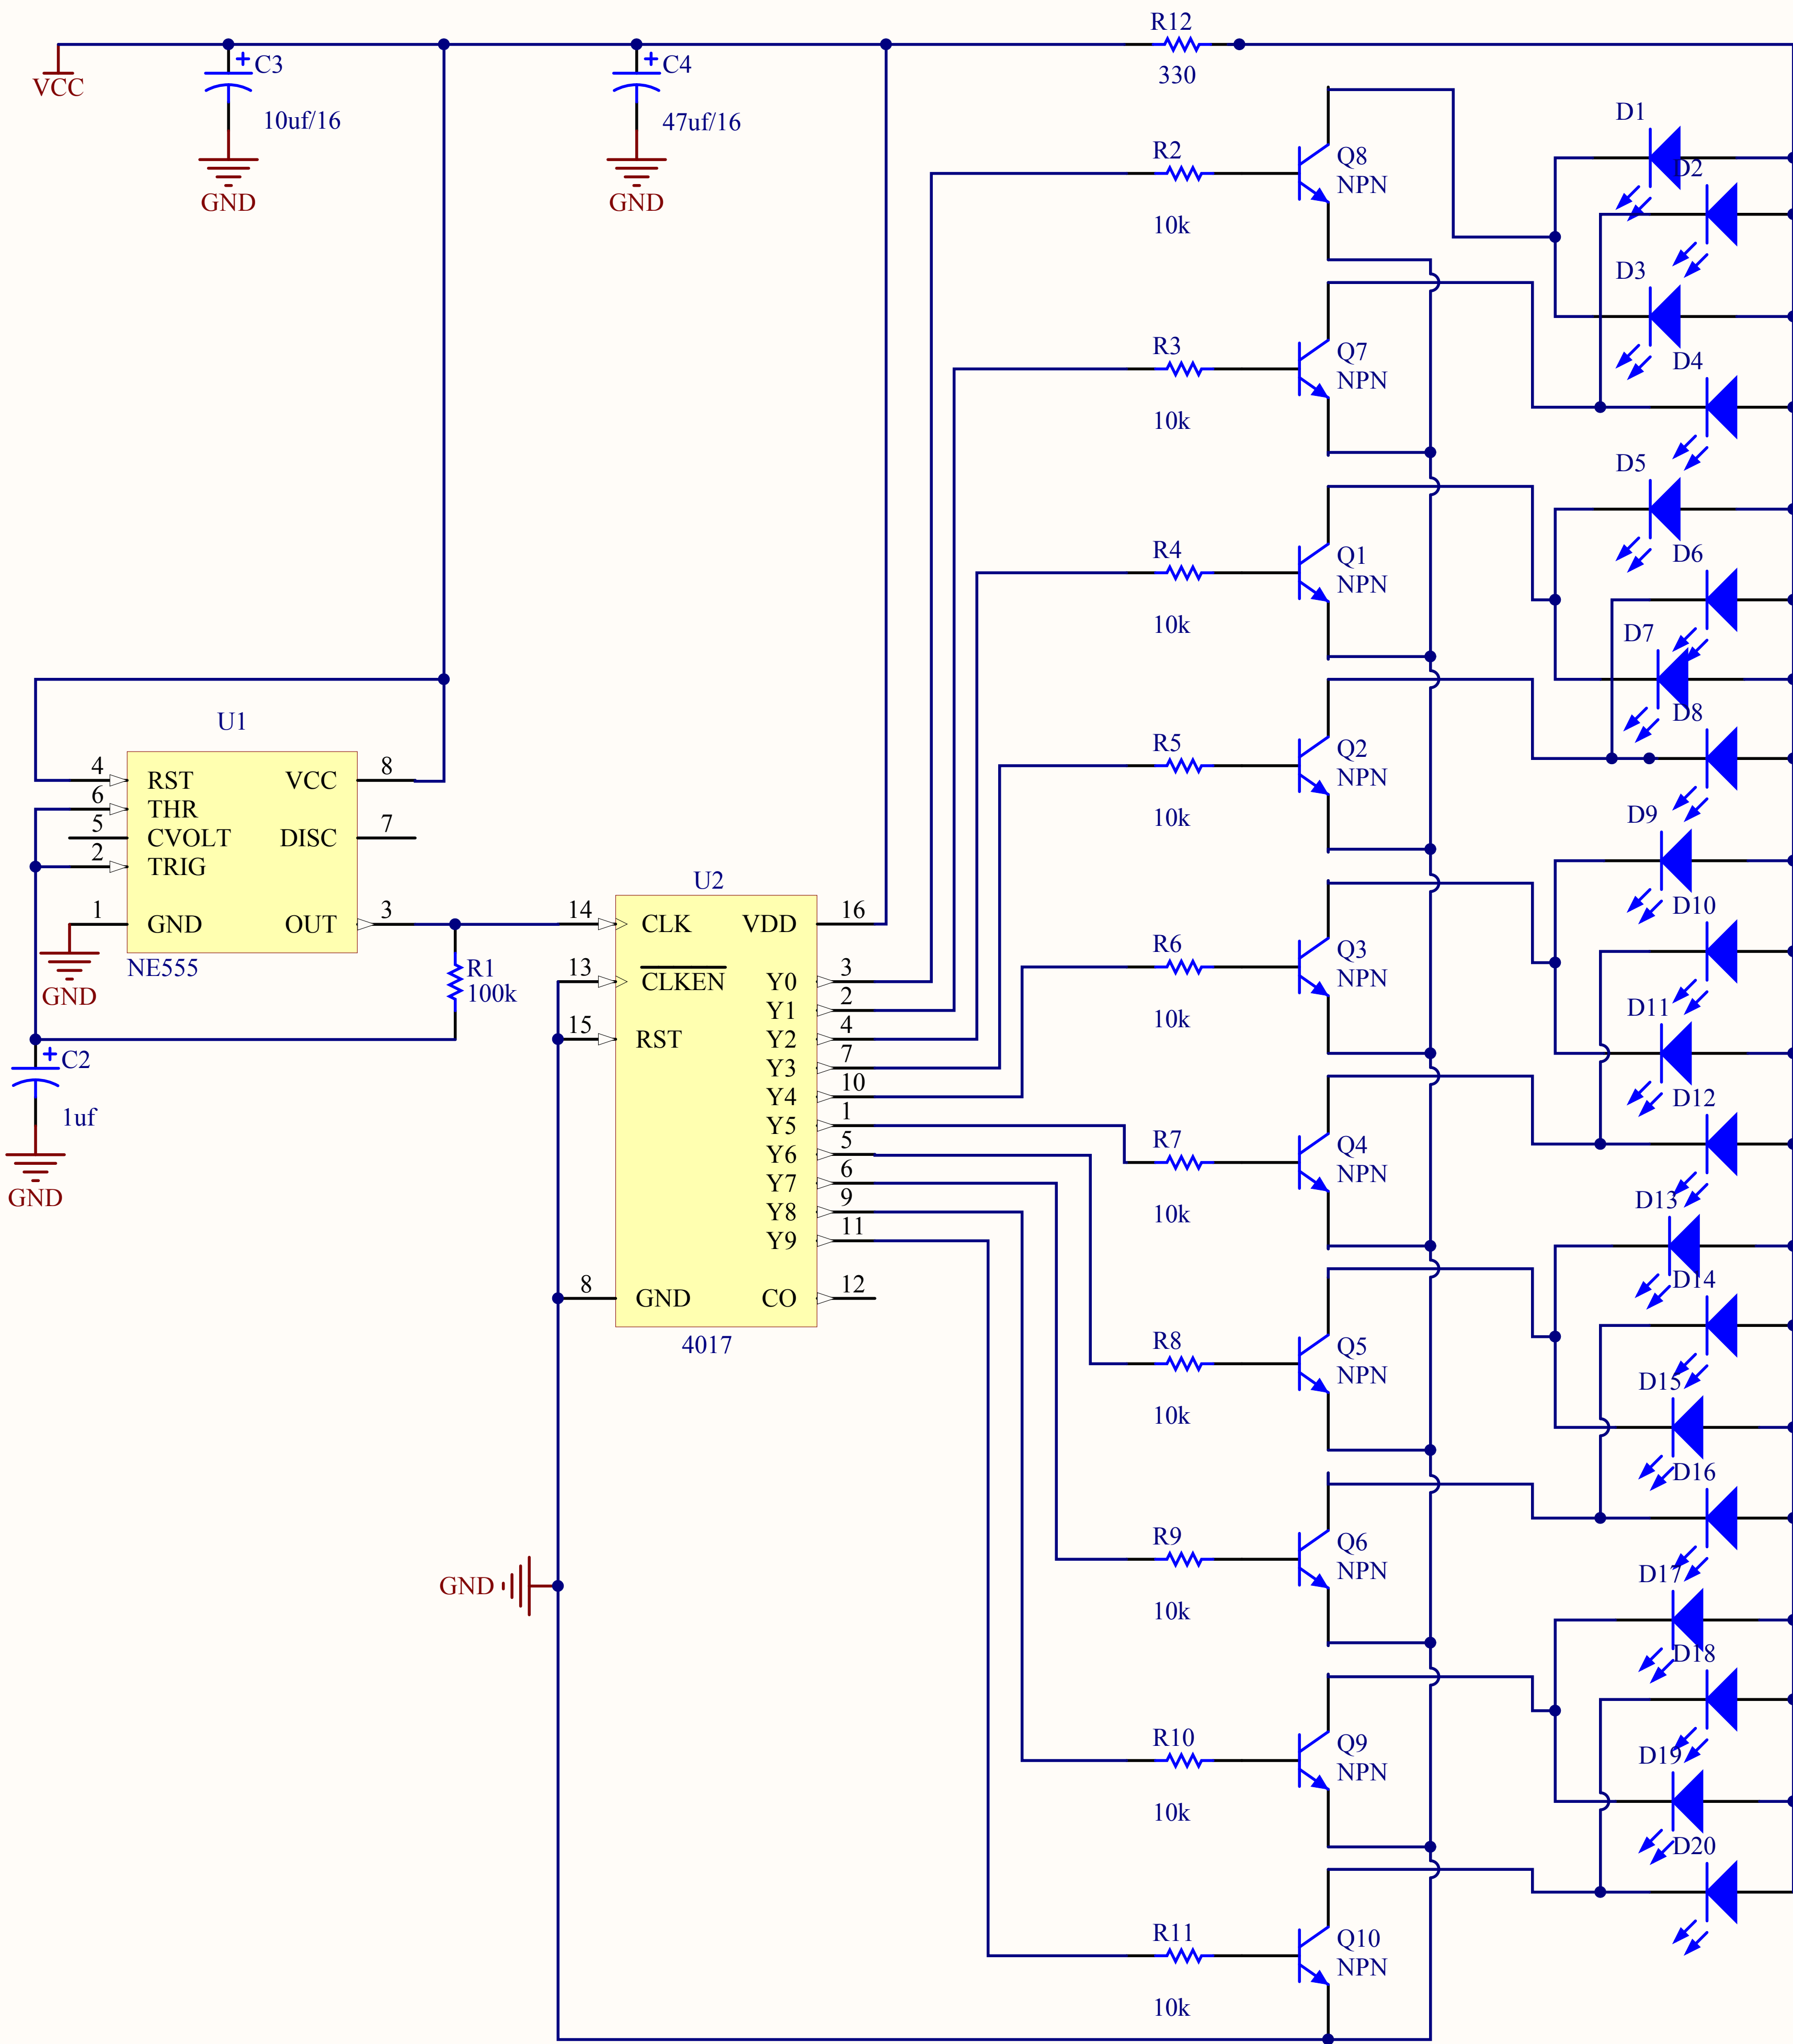 R12
330
VCC
C3
10uf/16
GND
C4
47uf/16
GND
R2
10k
Q8
NPN
D1
D2
R3
10k
Q7
NPN
D3
D4
R4
10k
Q1
NPN
D5
D6
R5
10k
Q2
NPN
D7
D8
U1
4 RST VCC 8
6 THR
5 CVOLT DISC 7
2 TRIG
1 GND OUT 3
NE555
GND
R1
100k
C2
1uf
GND
U2
14 CLK VDD 16
13 CLKEN Y0 3
Y1 2
15 RST Y2 4
Y3 7
Y4 10
Y5 1
Y6 5
Y7 6
Y8 9
Y9 11
8 GND CO 12
4017
GND
R6
10k
Q3
NPN
D9
D10
R7
10k
Q4
NPN
D11
D12
R8
10k
Q5
NPN
D13
D14
R9
10k
Q6
NPN
D15
D16
R10
10k
Q9
NPN
D17
D18
R11
10k
Q10
NPN
D19
D20